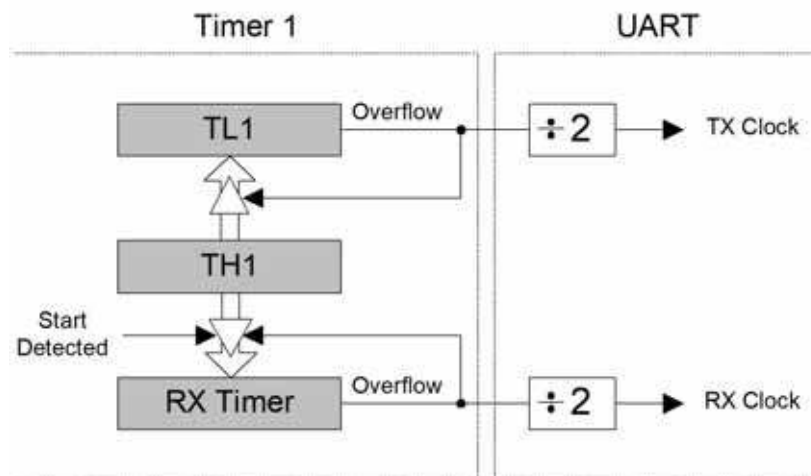 Timer 1
UART
TL1
Overflow
÷2
TX Clock
TH1
Start
Detected
RX Timer
Overflow
÷2
RX Clock